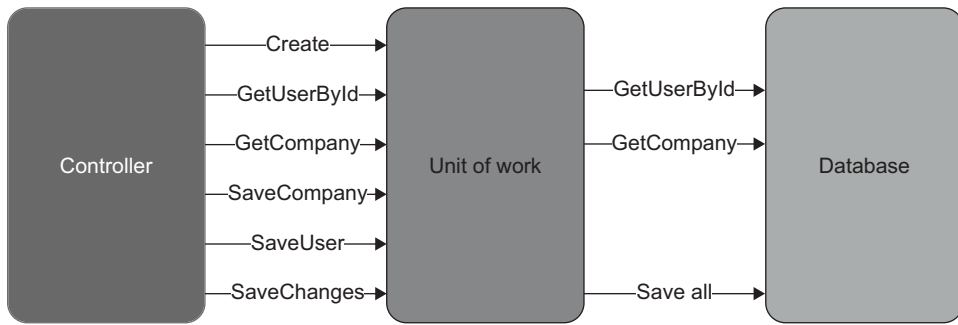 Controller
Create
GetUserById
GetCompany
SaveCompany
SaveUser
SaveChanges
Unit of work
GetUserById
GetCompany
Save all
Database